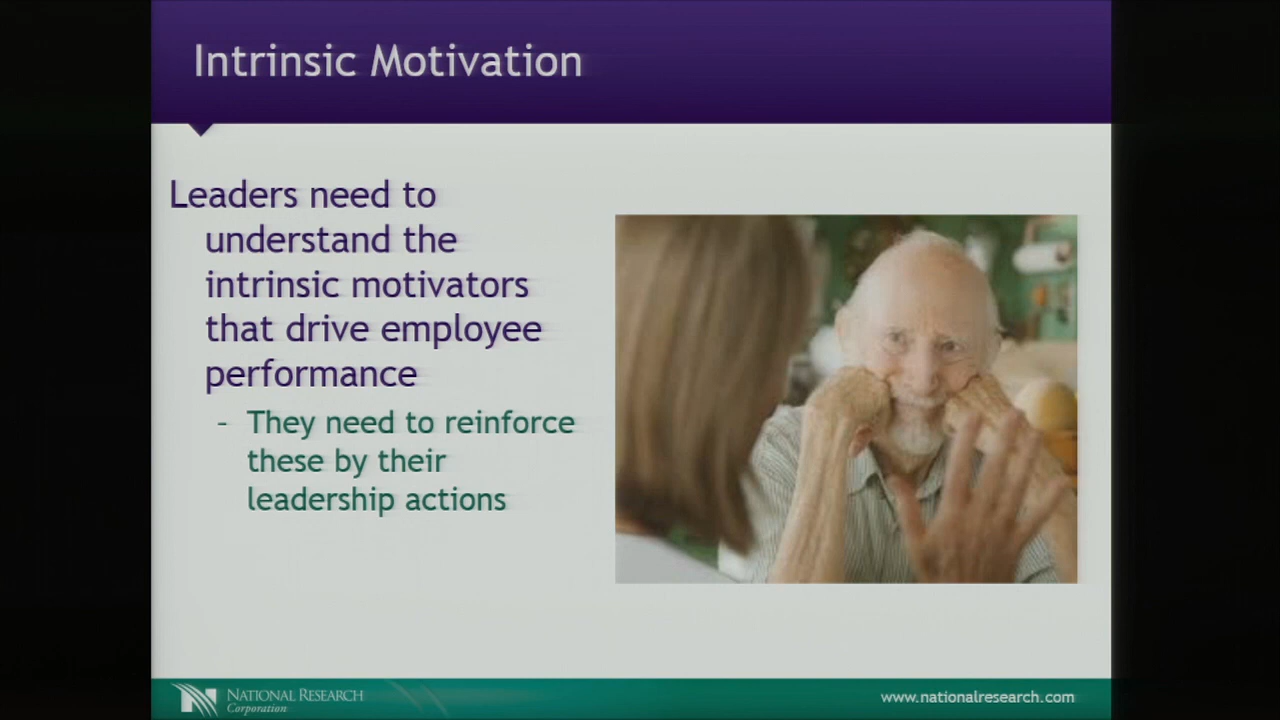 Intrinsic Motivation
Leaders need to
understand the
intrinsic motivators
that drive employee
performance
- They need to reinforce
these by their
leadership actions
NATIONAL RESEARCH
Corporation
www.nationalresearch.com